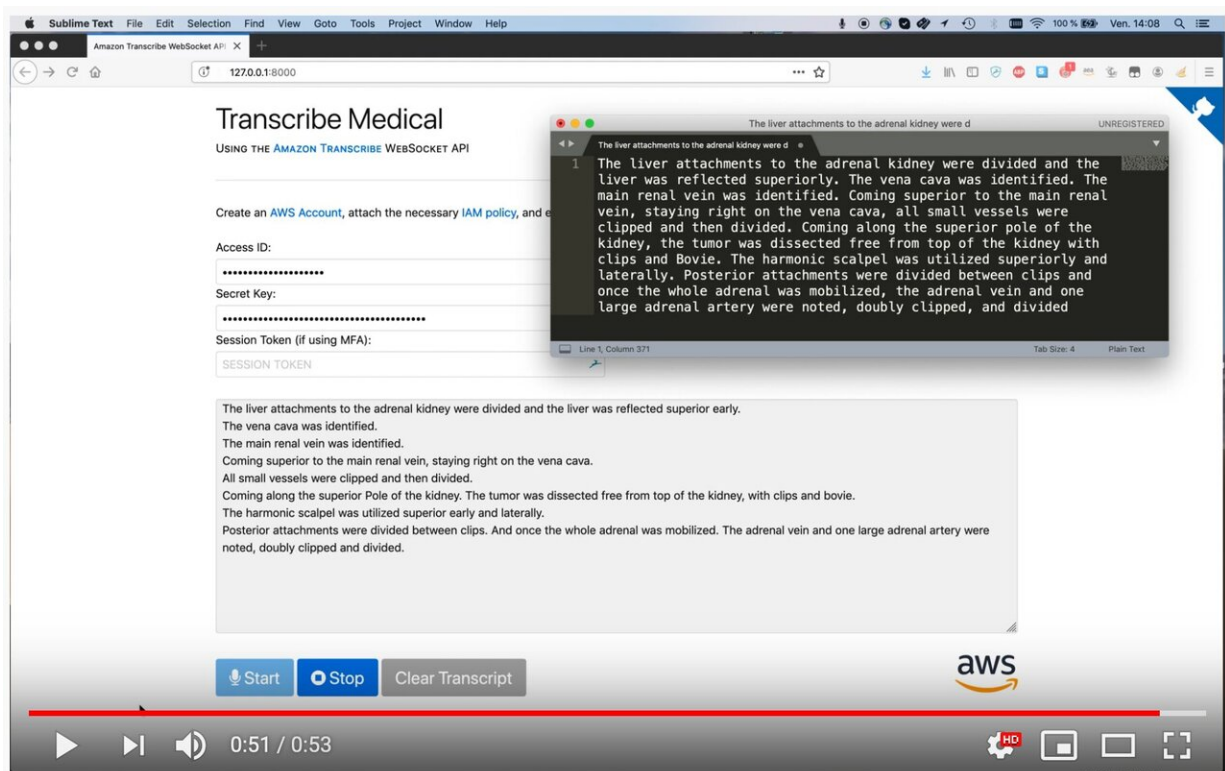 Sublime Text File Edit Selection Find View Goto Tools Project Window Help
100 % Ven. 14:08
Amazon Transcribe WebSocket API
127.0.0.1:8000
Transcribe Medical
USING THE AMAZON TRANSCRIBE WEBSOCKET API
Create an AWS Account, attach the necessary IAM policy, and e
Access ID:
Secret Key:
Session Token (if using MFA):
SESSION TOKEN
The liver attachments to the adrenal kidney were d UNREGISTERED
The liver attachments to the adrenal kidney were d
1 The liver attachments to the adrenal kidney were divided and the
liver was reflected superiorly. The vena cava was identified. The
main renal vein was identified. Coming superior to the main renal
vein, staying right on the vena cava, all small vessels were
clipped and then divided. Coming along the superior pole of the
kidney, the tumor was dissected free from top of the kidney with
clips and Bovie. The harmonic scalpel was utilized superiorly and
laterally. Posterior attachments were divided between clips and
once the whole adrenal was mobilized, the adrenal vein and one
large adrenal artery were noted, doubly clipped, and divided
Line 1, Column 371 Tab Size: 4 Plain Text
The liver attachments to the adrenal kidney were divided and the liver was reflected superior early.
The vena cava was identified.
The main renal vein was identified.
Coming superior to the main renal vein, staying right on the vena cava.
All small vessels were clipped and then divided.
Coming along the superior Pole of the kidney. The tumor was dissected free from top of the kidney, with clips and bovie.
The harmonic scalpel was utilized superior early and laterally.
Posterior attachments were divided between clips. And once the whole adrenal was mobilized. The adrenal vein and one large adrenal artery were
noted, doubly clipped and divided.
Start Stop Clear Transcript
aws
0:51 / 0:53
HD